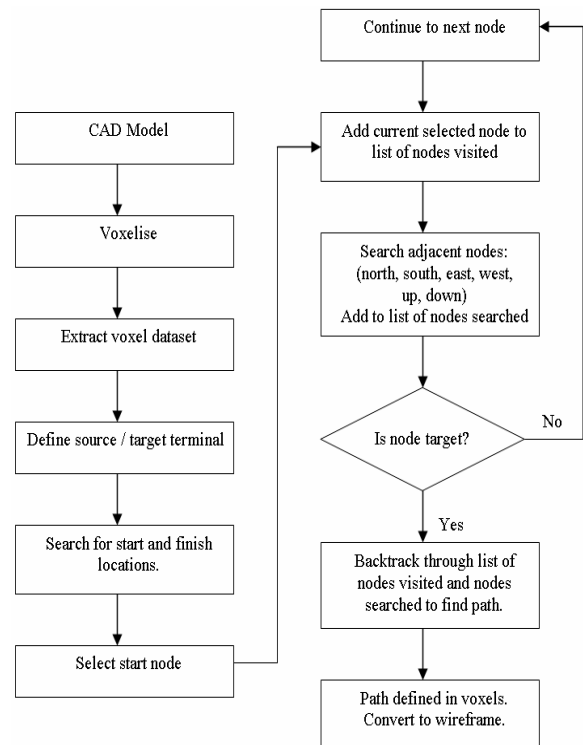 CAD Model
Voxelise
Extract voxel dataset
Define source / target terminal
Search for start and finish
locations.
Select start node
Continue to next node
Add current selected node to
list of nodes visited
Search adjacent nodes:
(north, south, east, west,
up, down)
Add to list of nodes searched
Is node target?
No
Yes
Backtrack through list of
nodes visited and nodes
searched to find path.
Path defined in voxels.
Convert to wireframe.